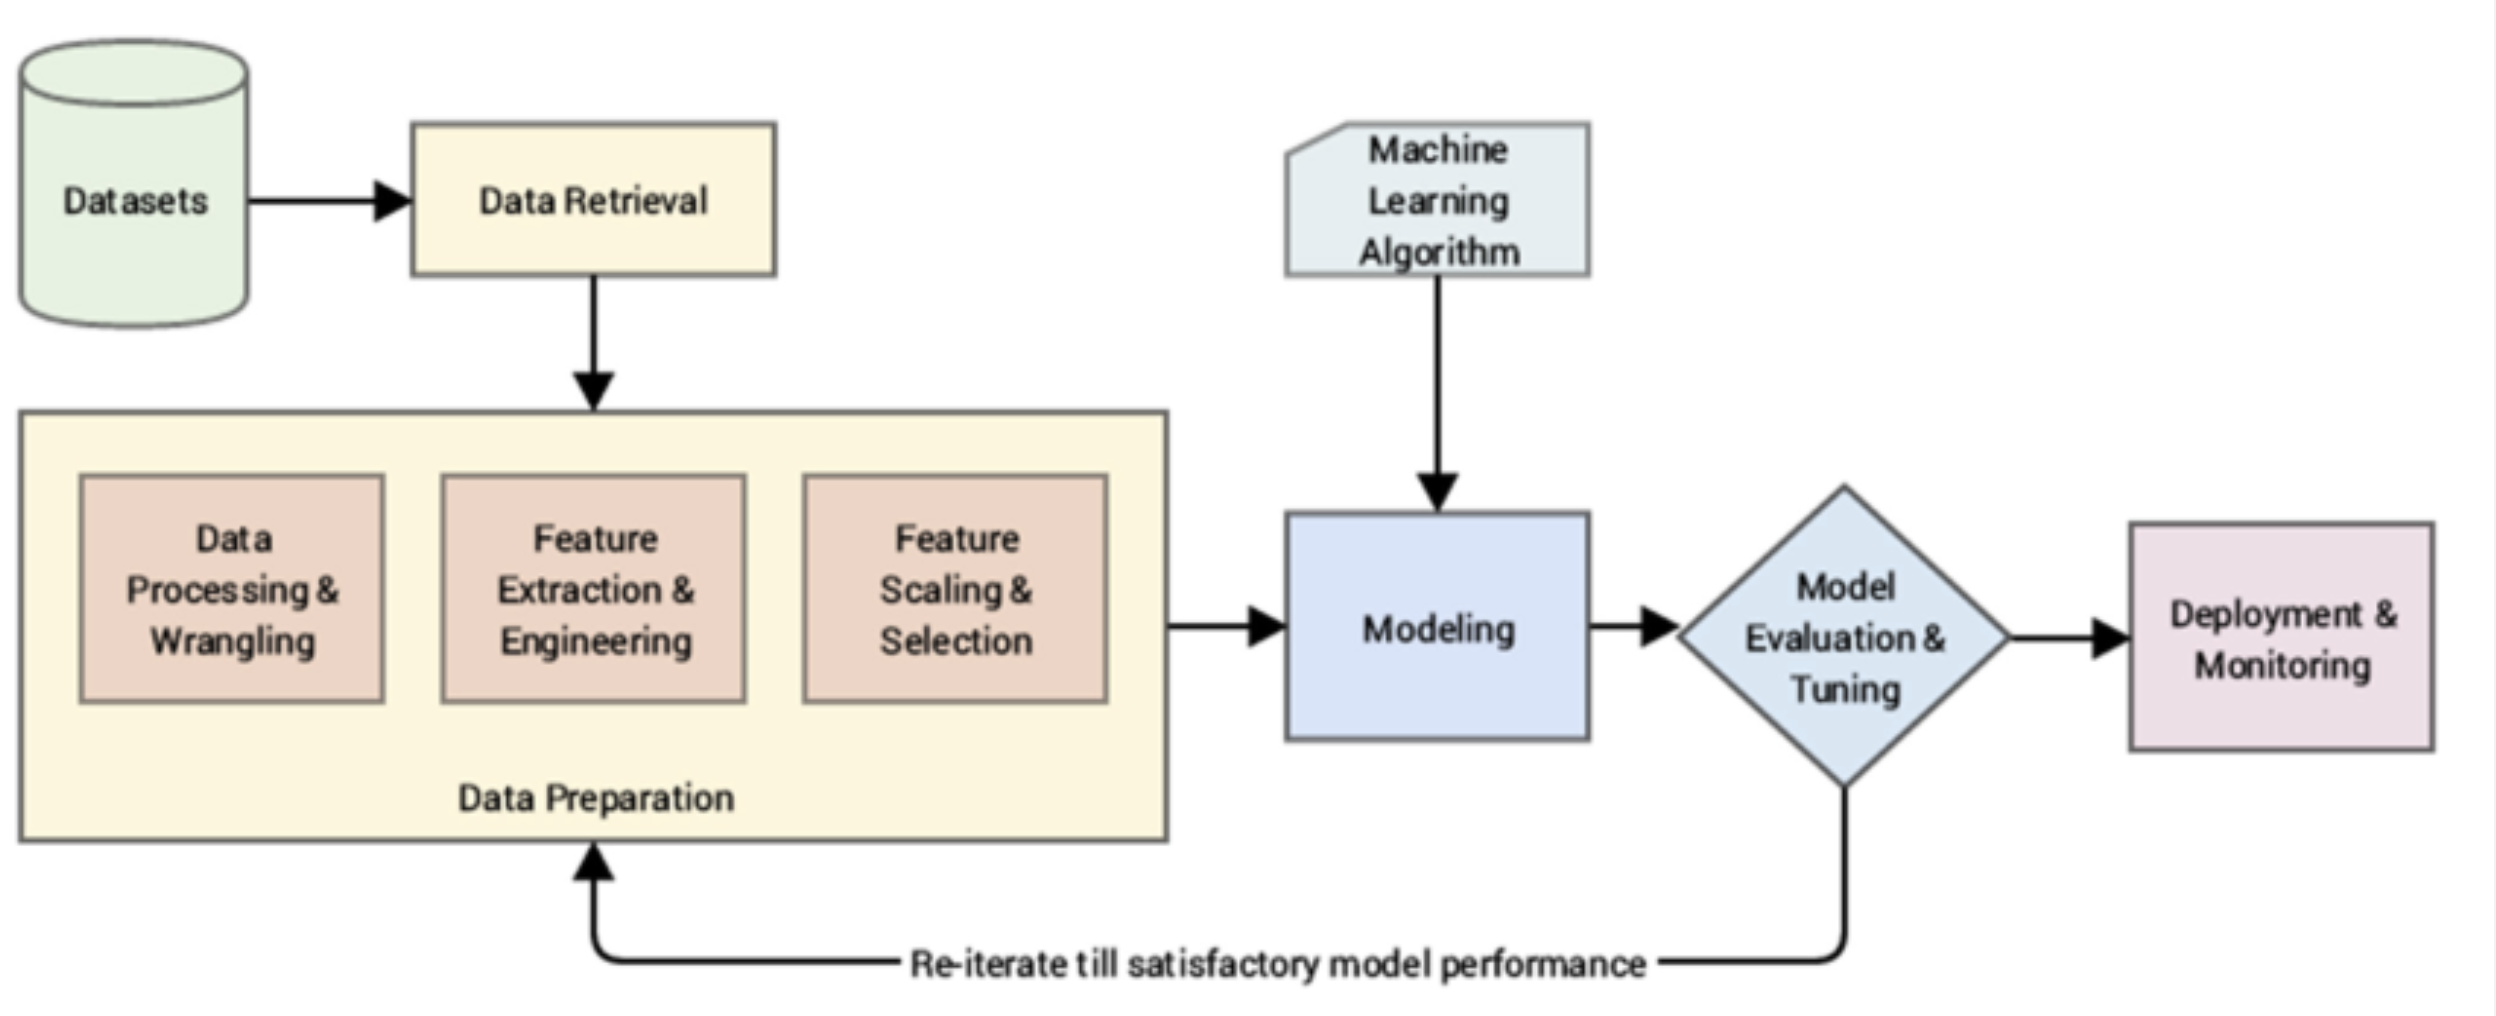 Datasets
Data Retrieval
Machine
Learning
Algorithm
Data
Processing &
Wrangling
Feature
Extraction &
Engineering
Feature
Scaling &
Selection
Data Preparation
Modeling
Model
Evaluation &
Tuning
Deployment &
Monitoring
Re-iterate till satisfactory model performance